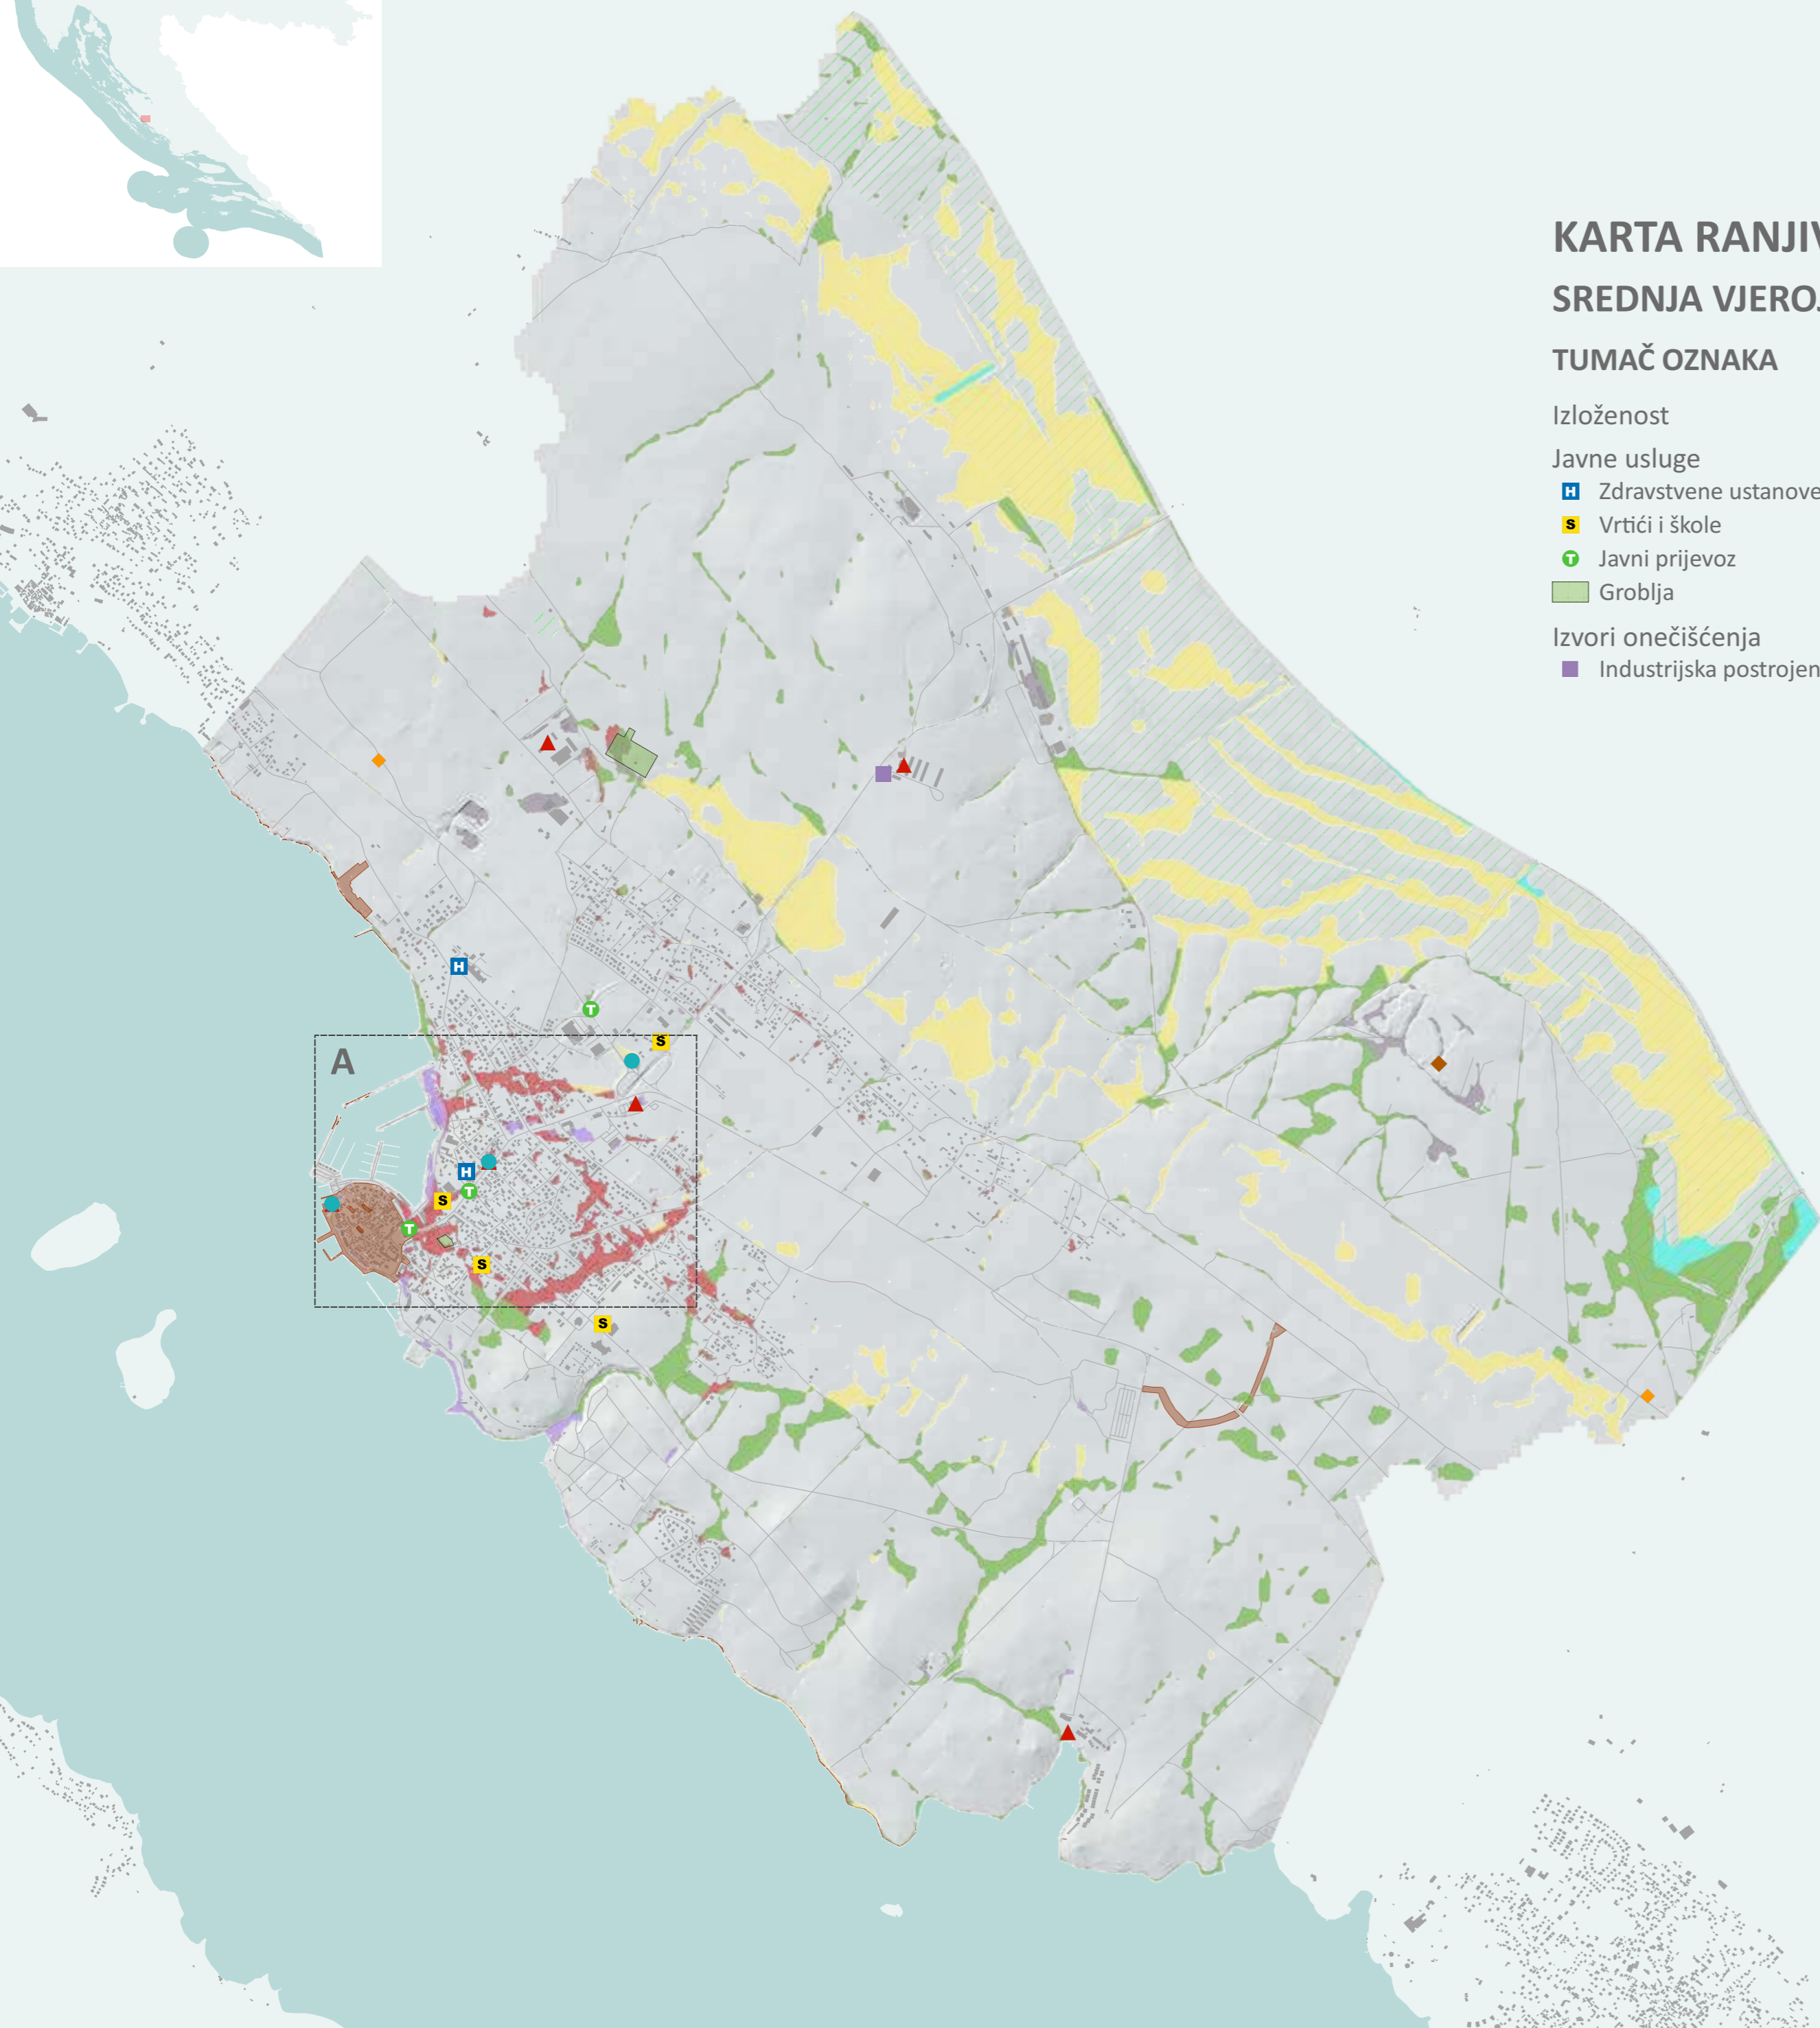 KARTA RANJIV
SREDNJA VJEROJ
TUMAČ OZNAKA
Izloženost
Javne usluge
H Zdravstvene ustanove
S Vrtići i škole
T Javni prijevoz
Groblja
Izvori onečišćenja
Industrijska postrojen
H
T
S
A
H
S
T
T
S
S